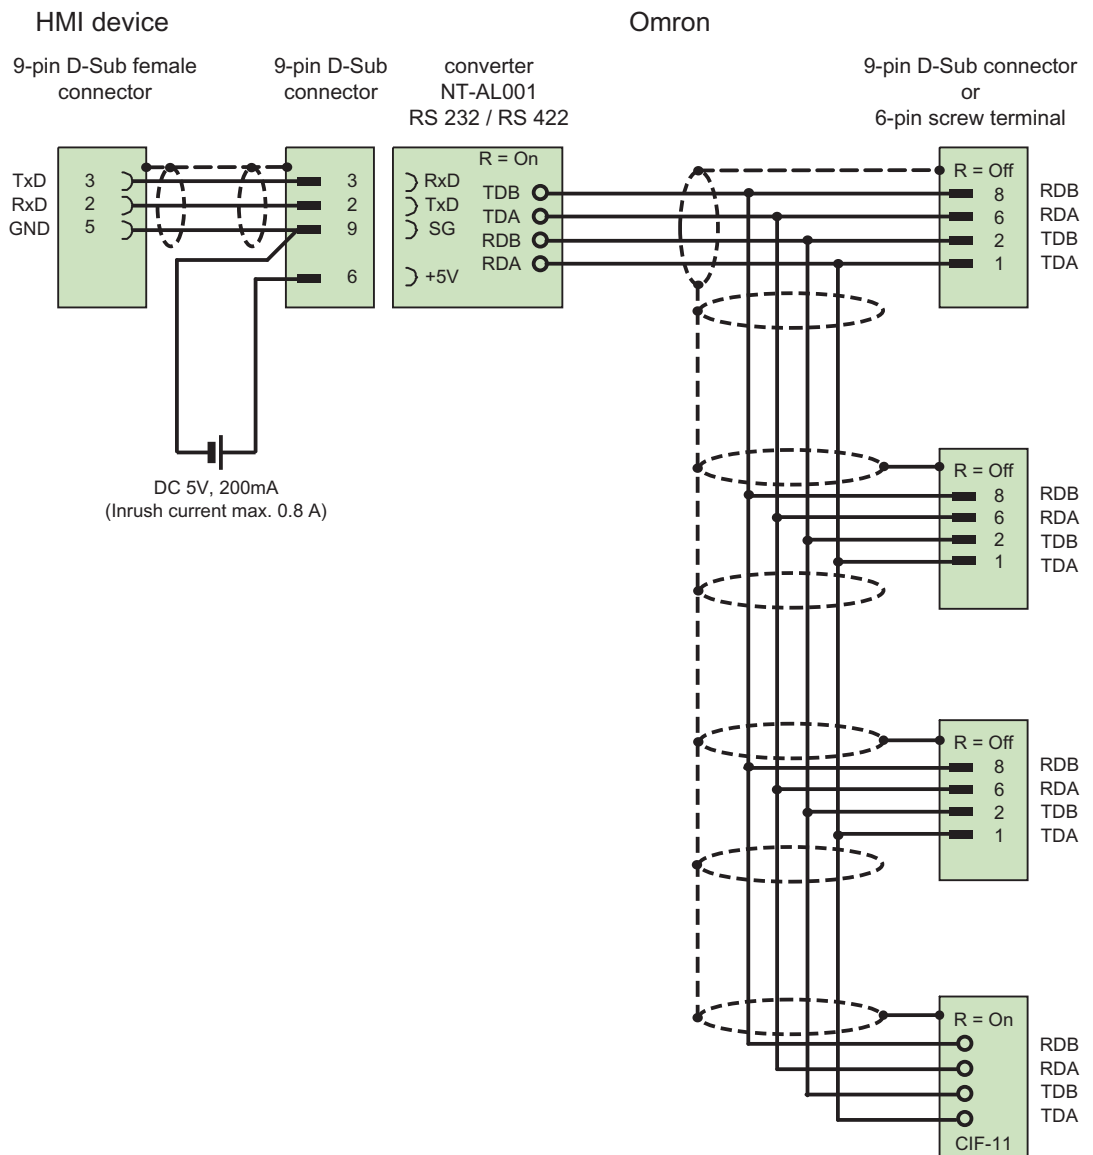 HMI device
Omron
9-pin D-Sub female
connector
9-pin D-Sub
connector
converter
NT-AL001
RS 232 / RS 422
9-pin D-Sub connector
or
6-pin screw terminal
TxD 3
RxD 2
GND 5
3
2
9
6
R = On
RxD TDB
TxD TDA
SG RDB
RDA
+5V
R = Off
8 RDB
6 RDA
2 TDB
1 TDA
DC 5V, 200mA
(Inrush current max. 0.8 A)
R = Off
8 RDB
6 RDA
2 TDB
1 TDA
R = Off
8 RDB
6 RDA
2 TDB
1 TDA
R = On
RDB
RDA
TDB
TDA
CIF-11